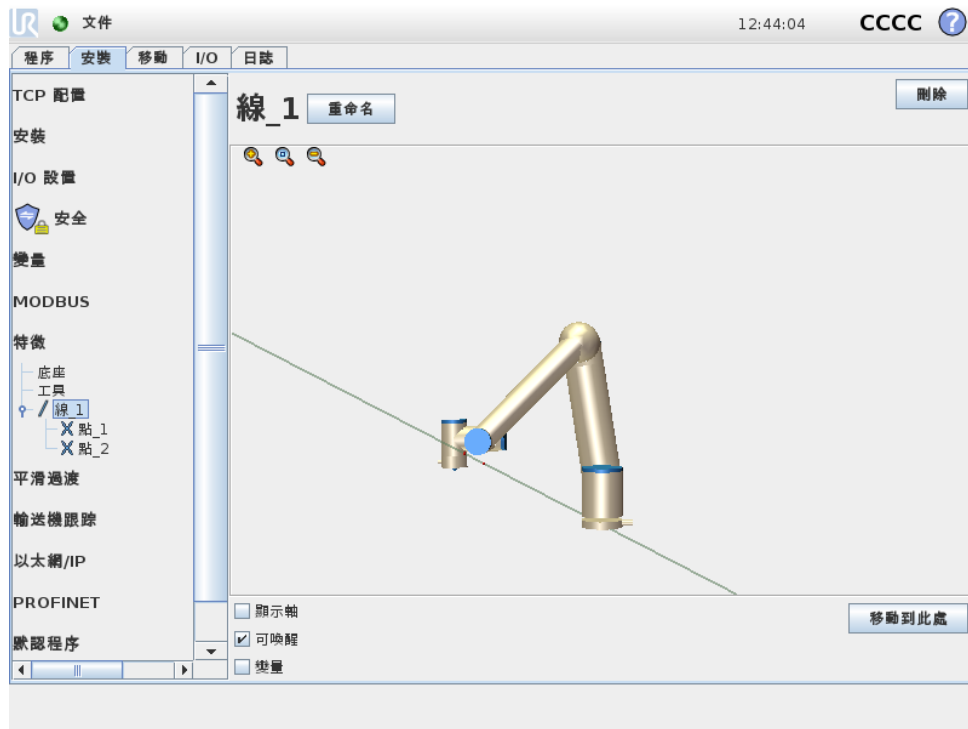 UR 文件 12:44:04 CCCC ?
程序 安裝 移動 I/O 日誌
TCP 配置
安裝
I/O 設置
安全
變量
MODBUS
特徵
底座
工具
線_1
點_1
點_2
平滑過渡
輸送機跟踪
以太網/IP
PROFINET
默認程序
線_1 重命名 刪除
顯示軸
可喚醒
變量
移動到此處